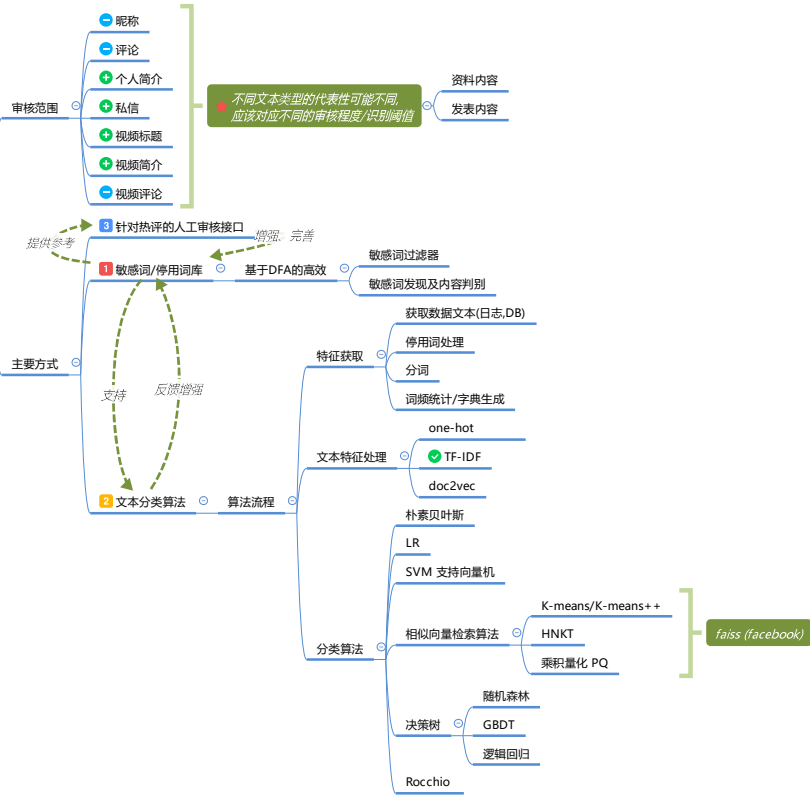 审核范围
昵称
评论
个人简介
私信
视频标题
视频简介
视频评论
不同文本类型的代表性可能不同,
应该对应不同的审核程度/识别阈值
资料内容
发表内容
主要方式
3 针对热评的人工审核接口
提供参考
增强、完善
1 敏感词/停用词库
基于DFA的高效
敏感词过滤器
敏感词发现及内容判别
支持
反馈增强
2 文本分类算法
算法流程
特征获取
获取数据文本(日志,DB)
停用词处理
分词
词频统计/字典生成
文本特征处理
one-hot
TF-IDF
doc2vec
分类算法
朴素贝叶斯
LR
SVM 支持向量机
相似向量检索算法
K-means/K-means++
HNKT
乘积量化 PQ
faiss (facebook)
决策树
随机森林
GBDT
逻辑回归
Rocchio